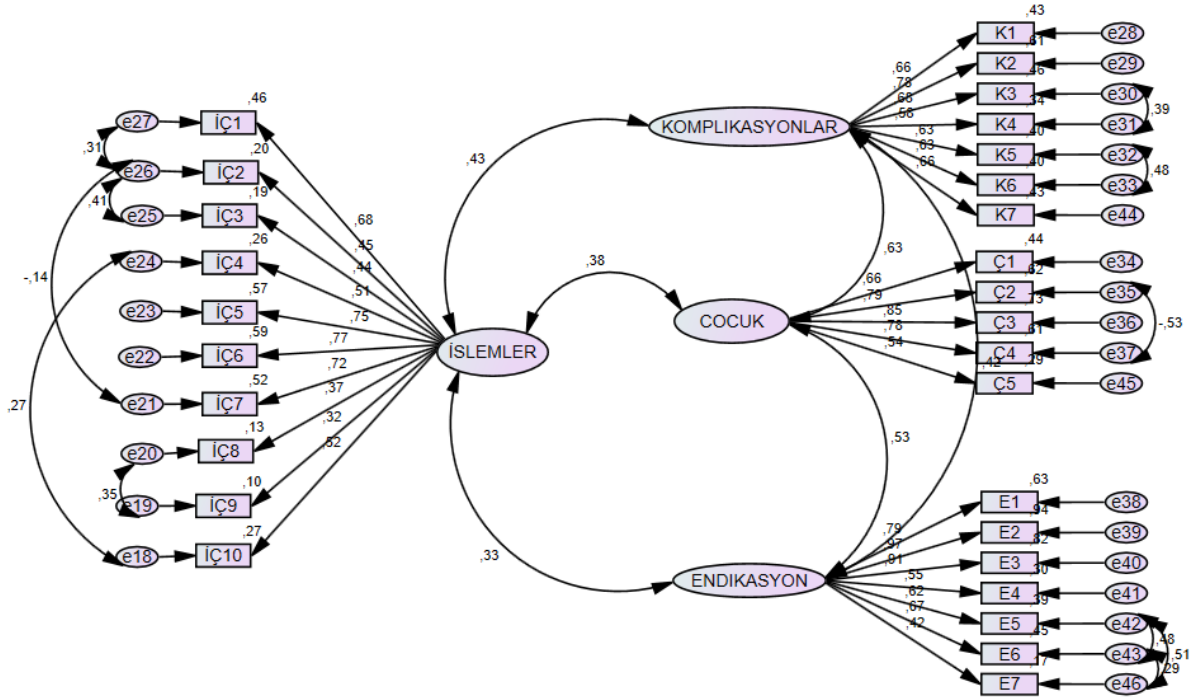 ,43
K1
e28
,61
K2
e29
,66
,46
,78
K3
e30
,68
,34
,39
,58
K4
e31
,46
e27
İÇ1
KOMPLIKASYONLAR
,63
,40
K5
e32
,31
,20
,63
,40
,48
e26
İÇ2
,43
,66
K6
e33
,19
,43
,41
K7
e44
e25
İÇ3
,68
,44
,26
,45
,63
Ç1
e34
e24
İÇ4
,44
,38
,66
,62
-,14
,57
,51
,79
Ç2
e35
e23
İÇ5
,75
,85
,73
COCUK
Ç3
e36
-,53
,59
,77
,78
,61
e22
İÇ6
İSLEMLER
,54
Ç4
e37
,52
,72
,42
,29
e21
İÇ7
,37
Ç5
e45
,27
,13
,32
e20
İÇ8
,52
,53
,35
,10
,63
e19
İÇ9
E1
e38
,79
,94
,27
,97
E2
e39
e18
İÇ10
,33
,91
,82
E3
e40
ENDIKASYON
,55
,30
,62
E4
e41
,67
,39
,42
E5
e42
,45
,48
E6
e43
,51
,17
,29
E7
e46